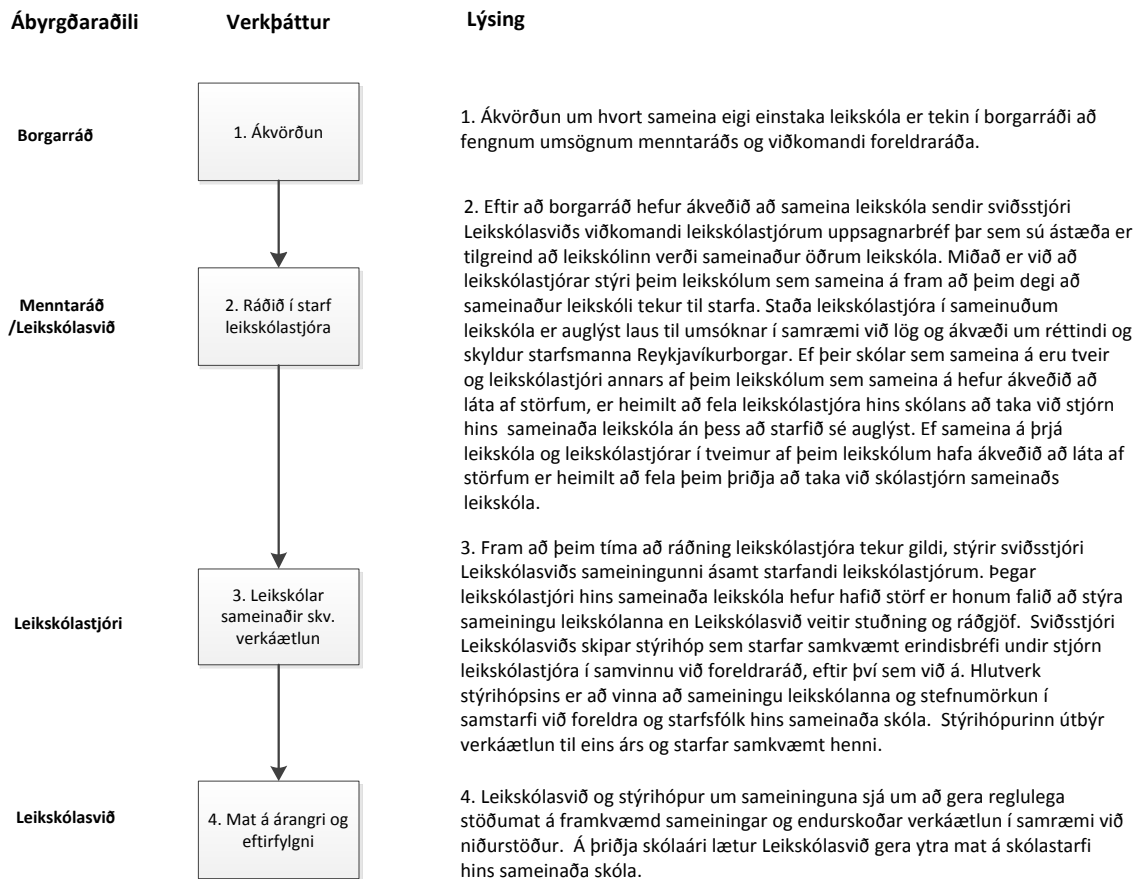 Ábyrgðaraðili
Verkþáttur
Lýsing
Borgarráð
1. Ákvörðun
1. Ákvörðun um hvort sameina eigi einstaka leikskóla er tekin í borgarráði að
fengnum umsögnum menntaráðs og viðkomandi foreldraráða.
Menntaráð
/Leikskólasvið
2. Ráðið í starf
leikskólastjóra
2. Eftir að borgarráð hefur ákveðið að sameina leikskóla sendir sviðsstjóri
Leikskólasviðs viðkomandi leikskólastjórum uppsagnarbréf þar sem sú ástæða er
tilgreind að leikskólinn verði sameinaður öðrum leikskóla. Miðað er við að
leikskólastjórar stýri þeim leikskólum sem sameina á fram að þeim degi að
sameinaður leikskóli tekur til starfa. Staða leikskólastjóra í sameinuðum
leikskóla er auglýst laus til umsóknar í samræmi við lög og ákvæði um réttindi og
skyldur starfsmanna Reykjavíkurborgar. Ef þeir skólar sem sameina á eru tveir
og leikskólastjóri annars af þeim leikskólum sem sameina á hefur ákveðið að
láta af störfum, er heimilt að fela leikskólastjóra hins skólans að taka við stjórn
hins  sameinaða leikskóla án þess að starfið sé auglýst. Ef sameina á þrjá
leikskóla og leikskólastjórar í tveimur af þeim leikskólum hafa ákveðið að láta af
störfum er heimilt að fela þeim þriðja að taka við skólastjórn sameinaðs
leikskóla.
Leikskólastjóri
3. Leikskólar
sameinaðir skv.
verkáætlun
3. Fram að þeim tíma að ráðning leikskólastjóra tekur gildi, stýrir sviðsstjóri
Leikskólasviðs sameiningunni ásamt starfandi leikskólastjórum. Þegar
leikskólastjóri hins sameinaða leikskóla hefur hafið störf er honum falið að stýra
sameiningu leikskólanna en Leikskólasvið veitir stuðning og ráðgjöf.  Sviðsstjóri
Leikskólasviðs skipar stýrihóp sem starfar samkvæmt erindisbréfi undir stjórn
leikskólastjóra í samvinnu við foreldraráð, eftir því sem við á. Hlutverk
stýrihópsins er að vinna að sameiningu leikskólanna og stefnumörkun í
samstarfi við foreldra og starfsfólk hins sameinaða skóla.  Stýrihópurinn útbýr
verkáætlun til eins árs og starfar samkvæmt henni.
Leikskólasvið
4. Mat á árangri og
eftirfylgni
4. Leikskólasvið og stýrihópur um sameininguna sjá um að gera reglulega
stöðumat á framkvæmd sameiningar og endurskoðar verkáætlun í samræmi við
niðurstöður.  Á þriðja skólaári lætur Leikskólasvið gera ytra mat á skólastarfi
hins sameinaða skóla.